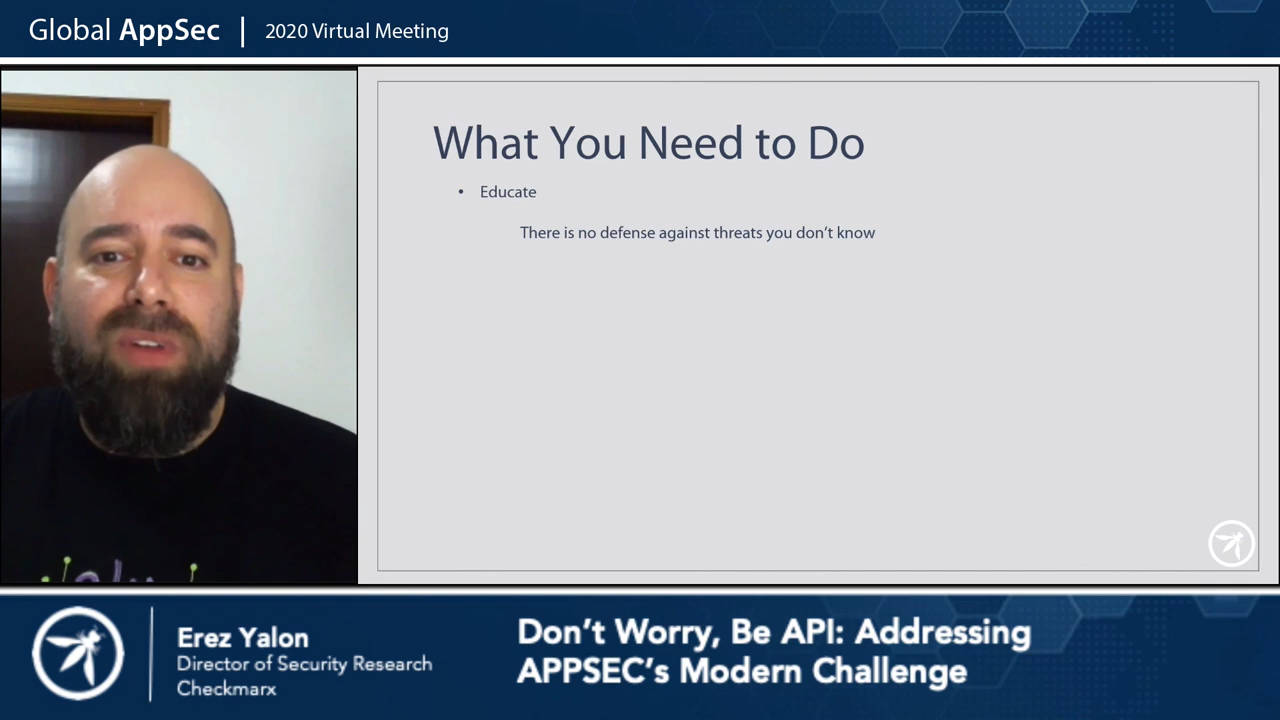 Global AppSec | 2020 Virtual Meeting
What You Need to Do
• Educate
There is no defense against threats you don't know
Erez Yalon
Director of Security Research
Checkmarx
Don't Worry, Be API: Addressing
APPSEC's Modern Challenge